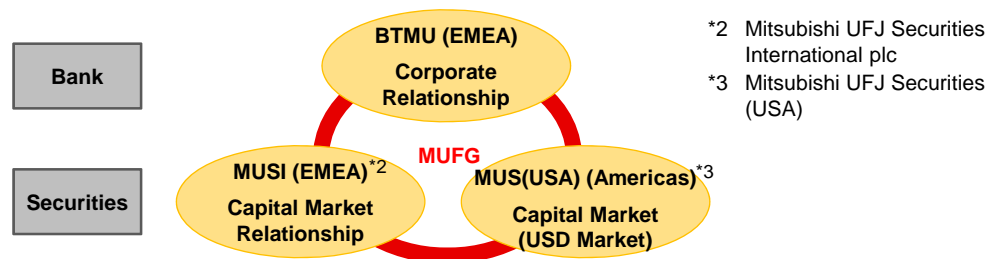 Bank
Securities
BTMU (EMEA)
Corporate
Relationship
MUFG
MUSI (EMEA)*2
Capital Market
Relationship
MUS(USA) (Americas)*3
Capital Market
(USD Market)
*2 Mitsubishi UFJ Securities
International plc
*3 Mitsubishi UFJ Securities
(USA)